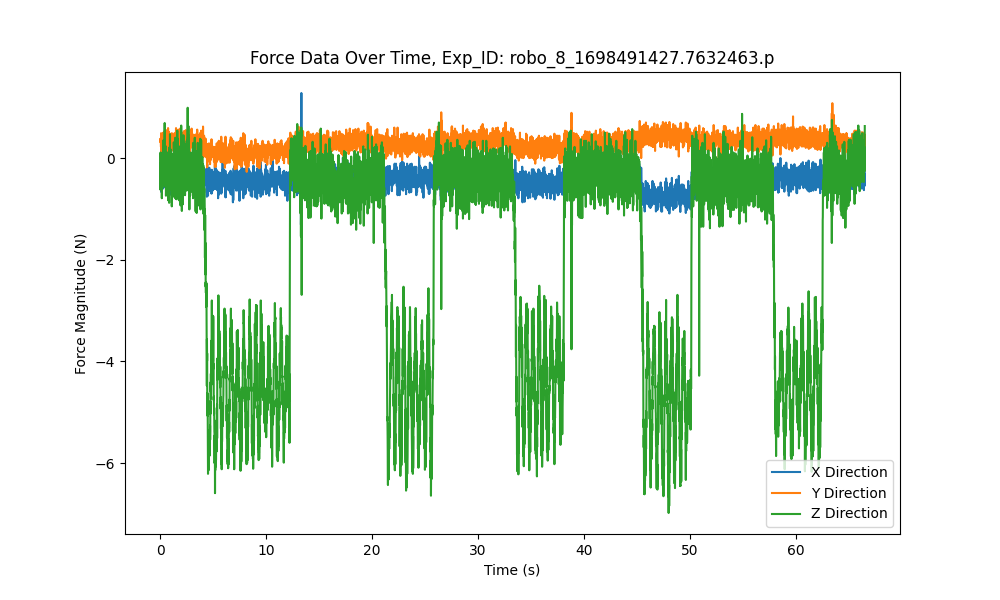 Force Data Over Time, Exp_ID: robo_8_1698491427.7632463.p
Force Magnitude (N)
0
−2
−4
−6
0 10 20 30 40 50 60
Time (s)
X Direction
Y Direction
Z Direction